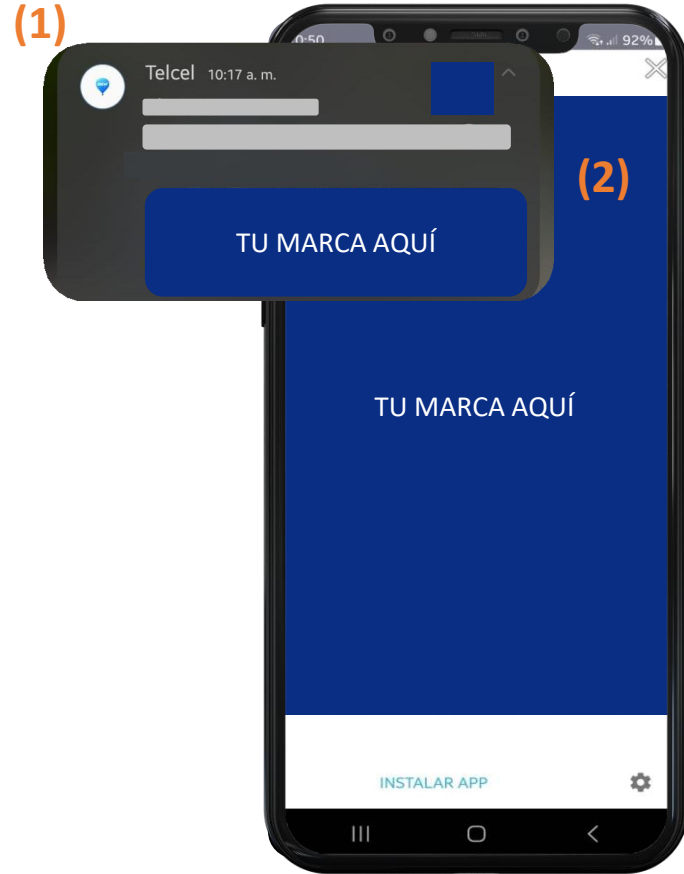 (1)
0:50
92%
Telcel 10:17 a. m.
(2)
TU MARCA AQUÍ
TU MARCA AQUÍ
INSTALAR APP